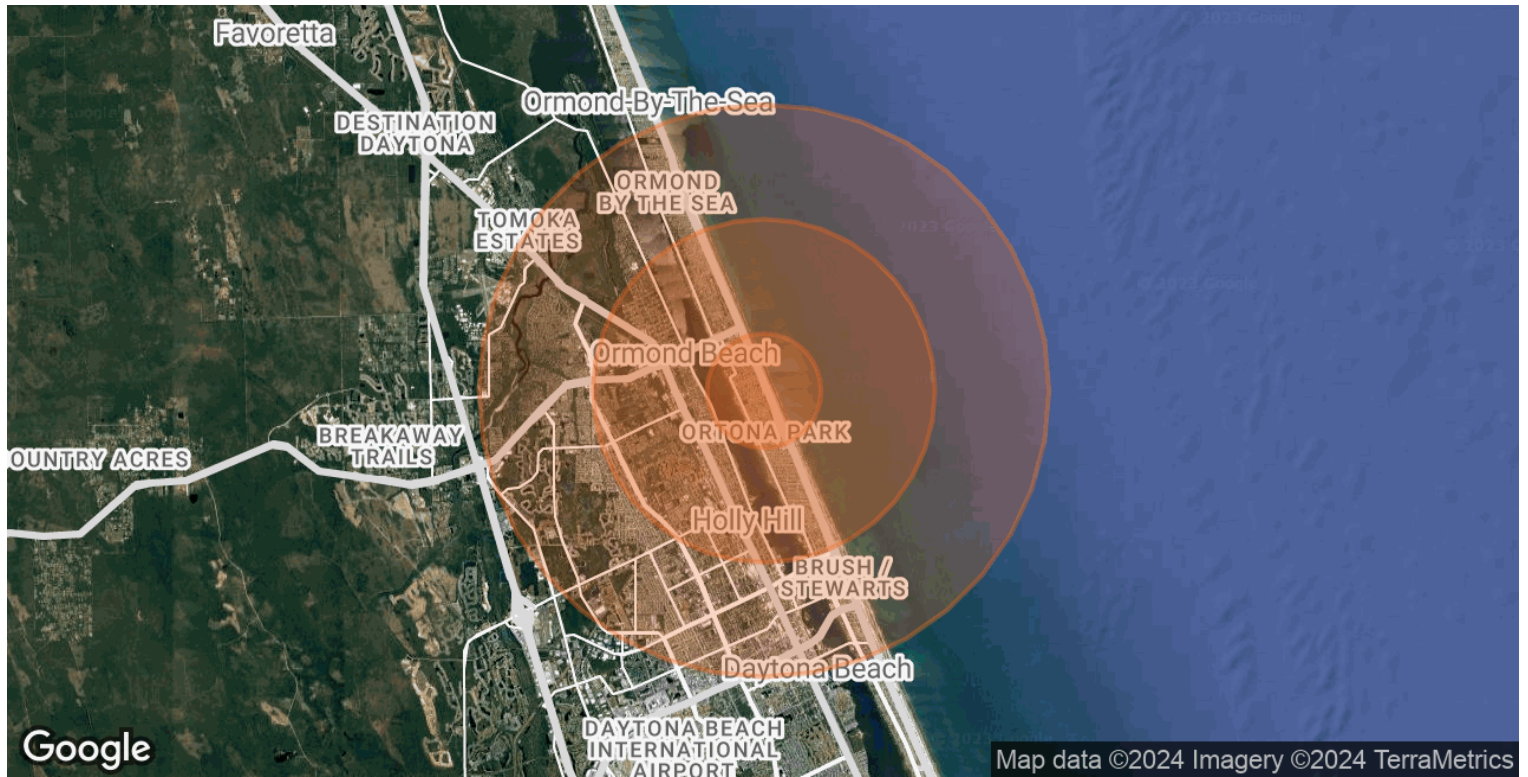 Favoretta
Ormond-By-The-Sea
DESTINATION
DAYTONA
ORMOND
BY THE SEA
TOMOKA
ESTATES
Ormond Beach
BREAKAWAY
TRAILS
ORTONA PARK
OUNTRY ACRES
Holly Hill
BRUSH /
STEWARTS
Daytona Beach
DAYTONA BEACH
INTERNATIONAL
AIRPORT
Google
Map data ©2024 Imagery ©2024 TerraMetrics